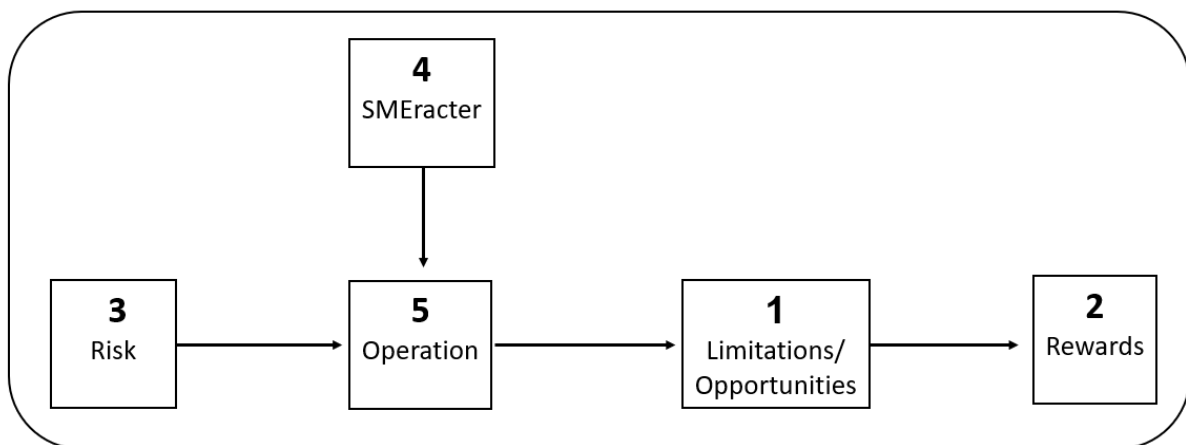 4
SMEracter
3
Risk
5
Operation
1
Limitations/
Opportunities
2
Rewards